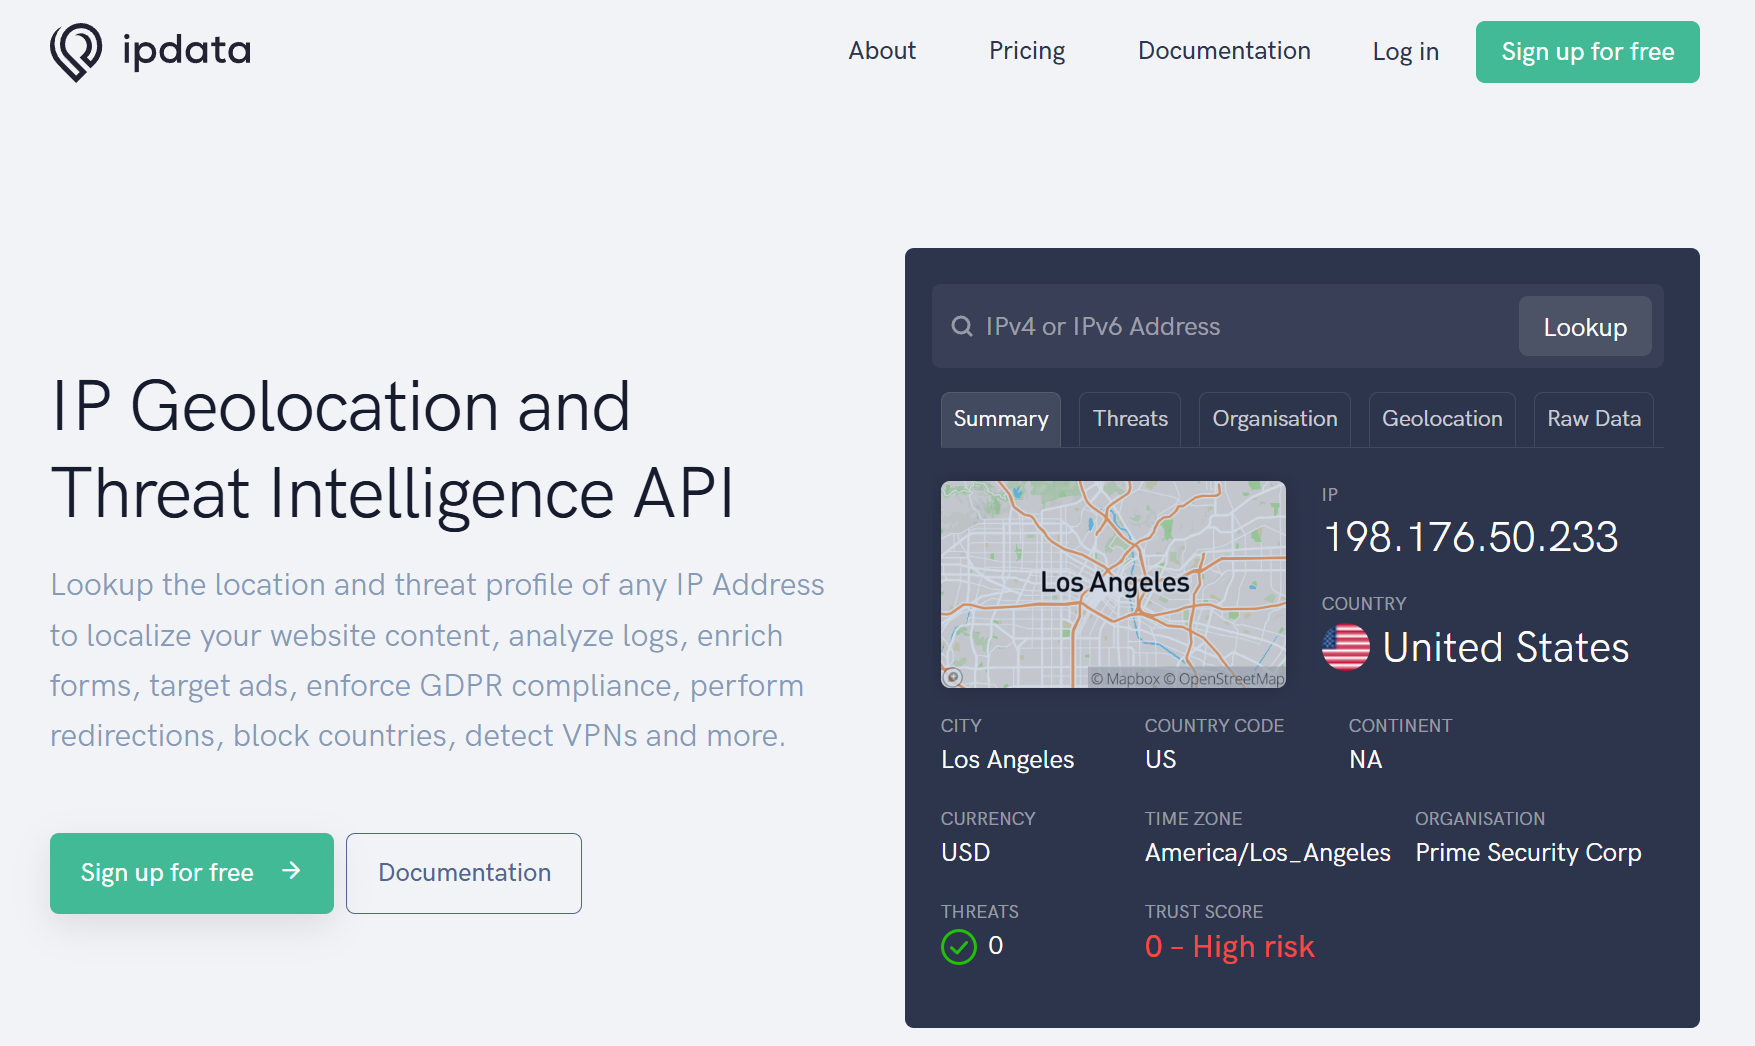 ipdata
About Pricing Documentation Log in Sign up for free
IP Geolocation and
Threat Intelligence API
Lookup the location and threat profile of any IP Address
to localize your website content, analyze logs, enrich
forms, target ads, enforce GDPR compliance, perform
redirections, block countries, detect VPNs and more.
Sign up for free → Documentation
IPv4 or IPv6 Address Lookup
Summary Threats Organisation Geolocation Raw Data
Los Angeles
© Mapbox © OpenStreetMap
IP
198.176.50.233
COUNTRY
United States
CITY COUNTRY CODE CONTINENT
Los Angeles US NA
CURRENCY TIME ZONE ORGANISATION
USD America/Los_Angeles Prime Security Corp
THREATS TRUST SCORE
0 0 – High risk